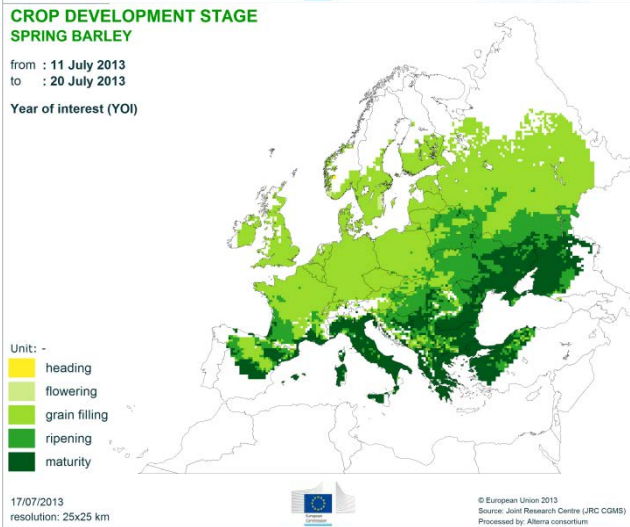 CROP DEVELOPMENT STAGE
SPRING BARLEY
from : 11 July 2013
to : 20 July 2013
Year of interest (YOI)
Unit: -
heading
flowering
grain filling
ripening
maturity
17/07/2013
resolution: 25x25 km
European
Commission
© European Union 2013
Source: Joint Research Centre (JRC CGMS)
Processed by: Alterra consortium